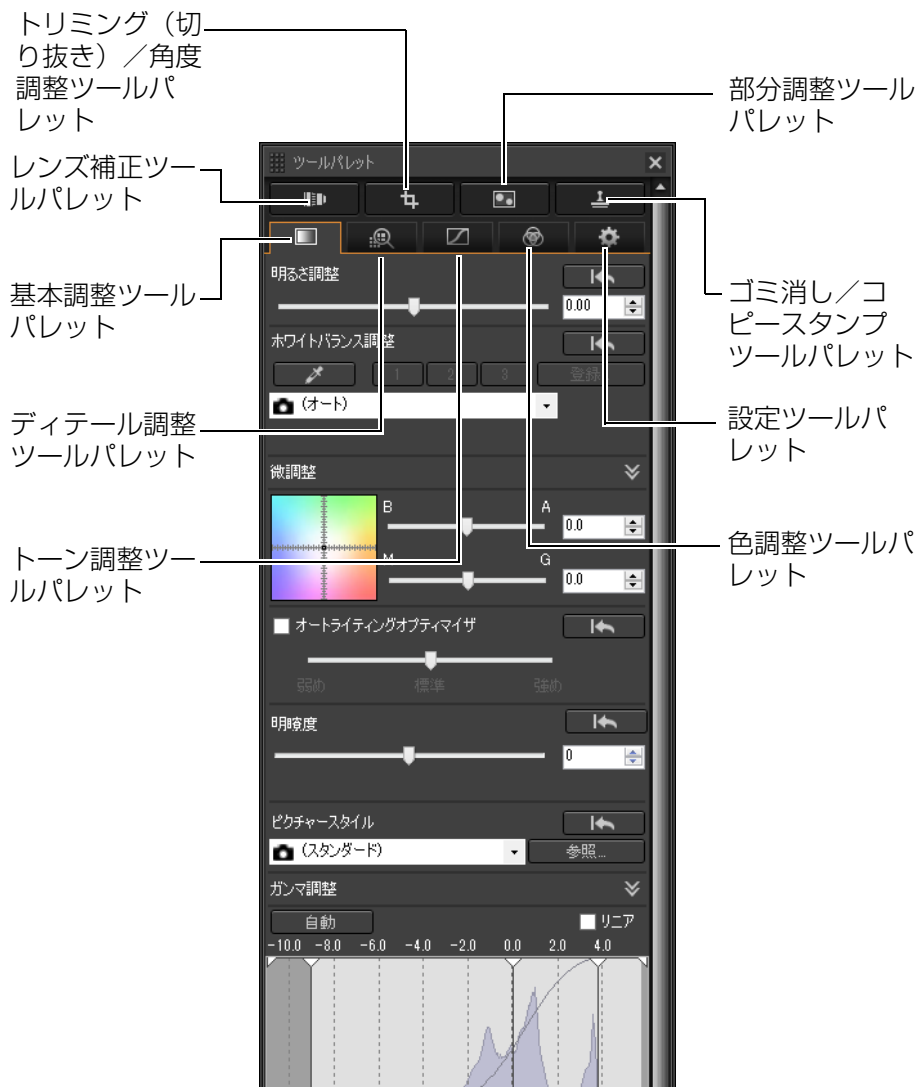 トリミング（切
り抜き）／角度
調整ツールパ
レット
部分調整ツール
パレット
レンズ補正ツー
ルパレット
ツールパレット
基本調整ツール
パレット
ゴミ消し／コ
ピースタンプ
ツールパレット
明るさ調整
0.00
ホワイトバランス調整
1 2 3 登録
(オート)
ディテール調整
ツールパレット
設定ツールパ
レット
微調整
B A
0.0
M G
0.0
トーン調整ツー
ルパレット
色調整ツールパ
レット
オートライティングオプティマイザ
弱め 標準 強め
明瞭度
0
ピクチャースタイル
(スタンダード) 参照...
ガンマ調整
自動 リニア
-10.0 -8.0 -6.0 -4.0 -2.0 0.0 2.0 4.0